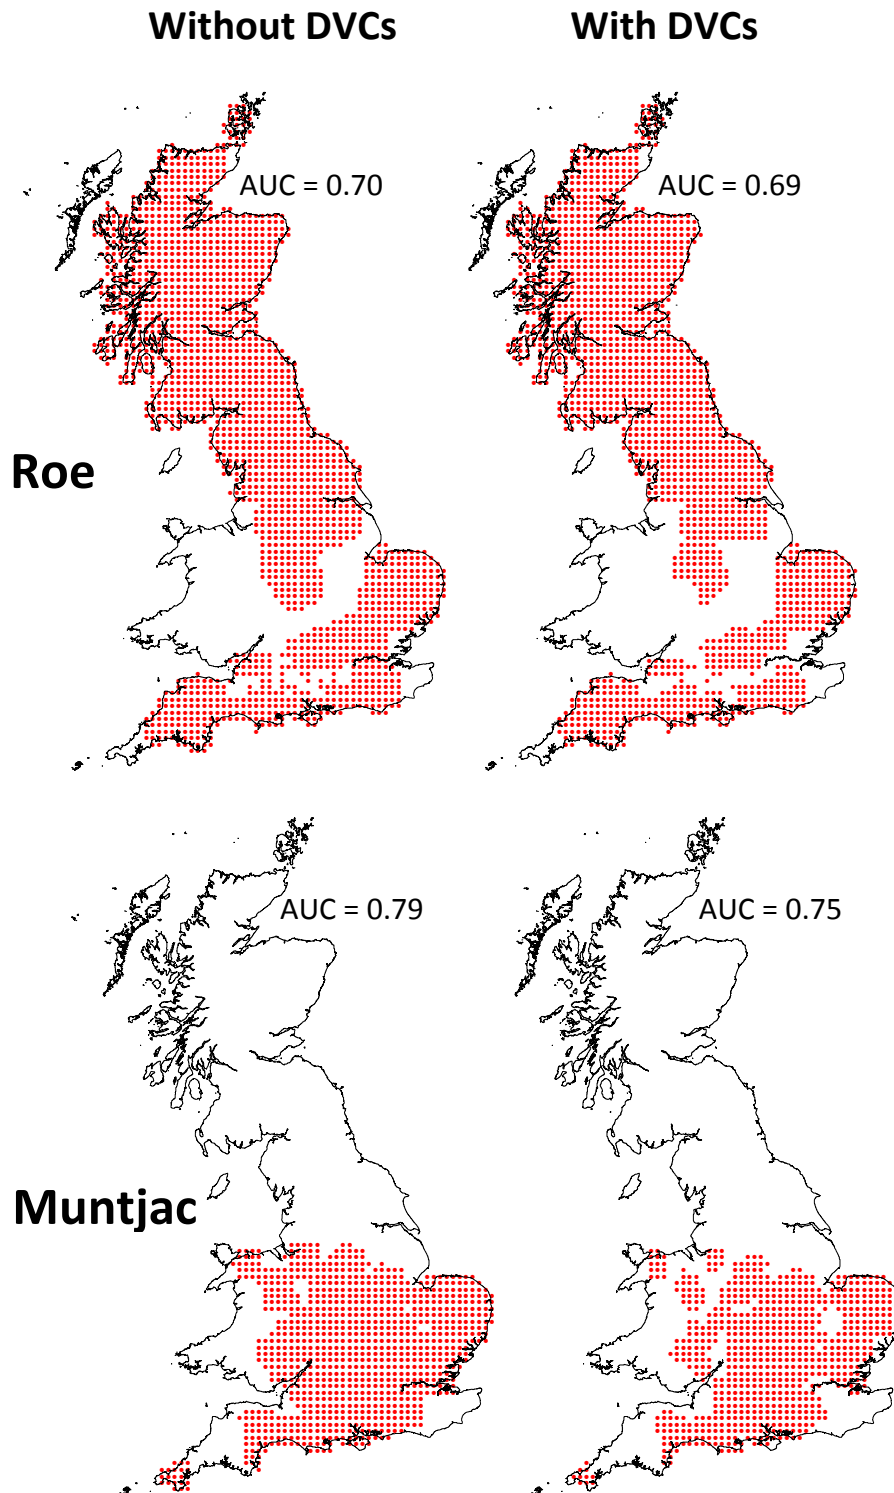 Without DVCs
With DVCs
AUC = 0.70
AUC = 0.69
Roe
AUC = 0.79
AUC = 0.75
Muntjac